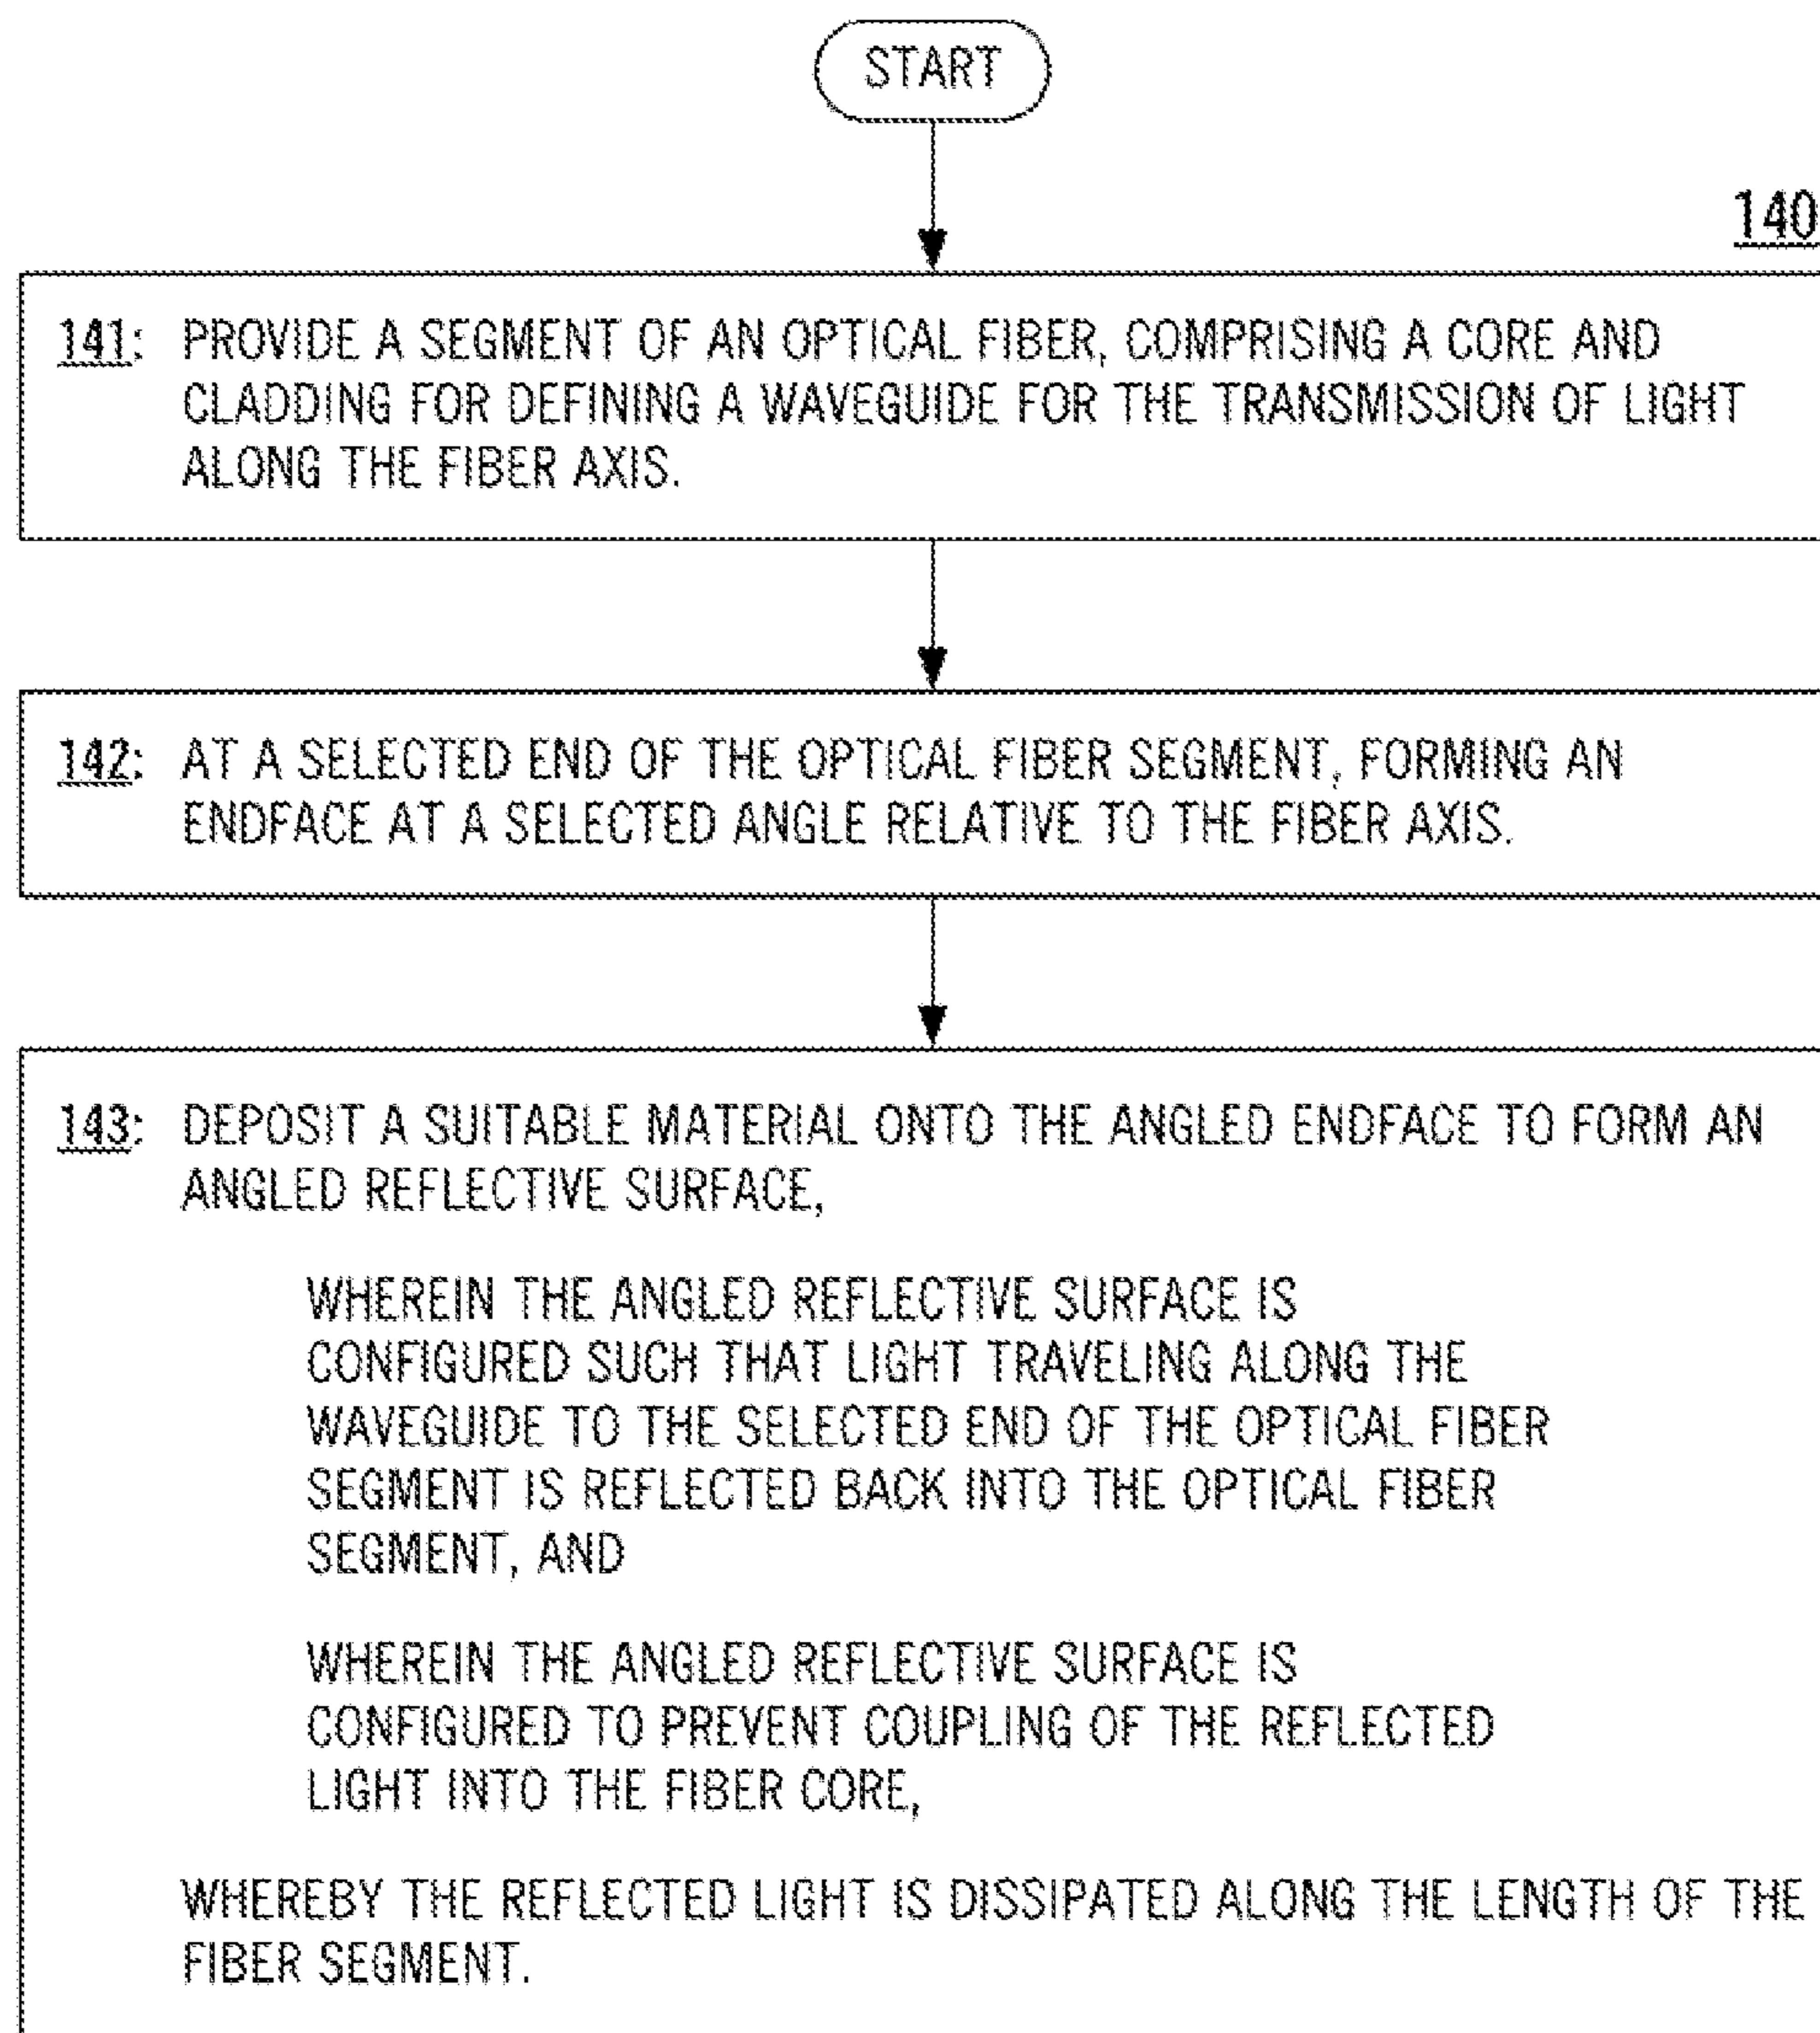 START
140
141: PROVIDE A SEGMENT OF AN OPTICAL FIBER, COMPRISING A CORE AND
CLADDING FOR DEFINING A WAVEGUIDE FOR THE TRANSMISSION OF LIGHT
ALONG THE FIBER AXIS.
142: AT A SELECTED END OF THE OPTICAL FIBER SEGMENT, FORMING AN
ENDFACE AT A SELECTED ANGLE RELATIVE TO THE FIBER AXIS.
143: DEPOSIT A SUITABLE MATERIAL ONTO THE ANGLED ENDFACE TO FORM AN
ANGLED REFLECTIVE SURFACE,
WHEREIN THE ANGLED REFLECTIVE SURFACE IS
CONFIGURED SUCH THAT LIGHT TRAVELING ALONG THE
WAVEGUIDE TO THE SELECTED END OF THE OPTICAL FIBER
SEGMENT IS REFLECTED BACK INTO THE OPTICAL FIBER
SEGMENT, AND
WHEREIN THE ANGLED REFLECTIVE SURFACE IS
CONFIGURED TO PREVENT COUPLING OF THE REFLECTED
LIGHT INTO THE FIBER CORE,
WHEREBY THE REFLECTED LIGHT IS DISSIPATED ALONG THE LENGTH OF THE
FIBER SEGMENT.